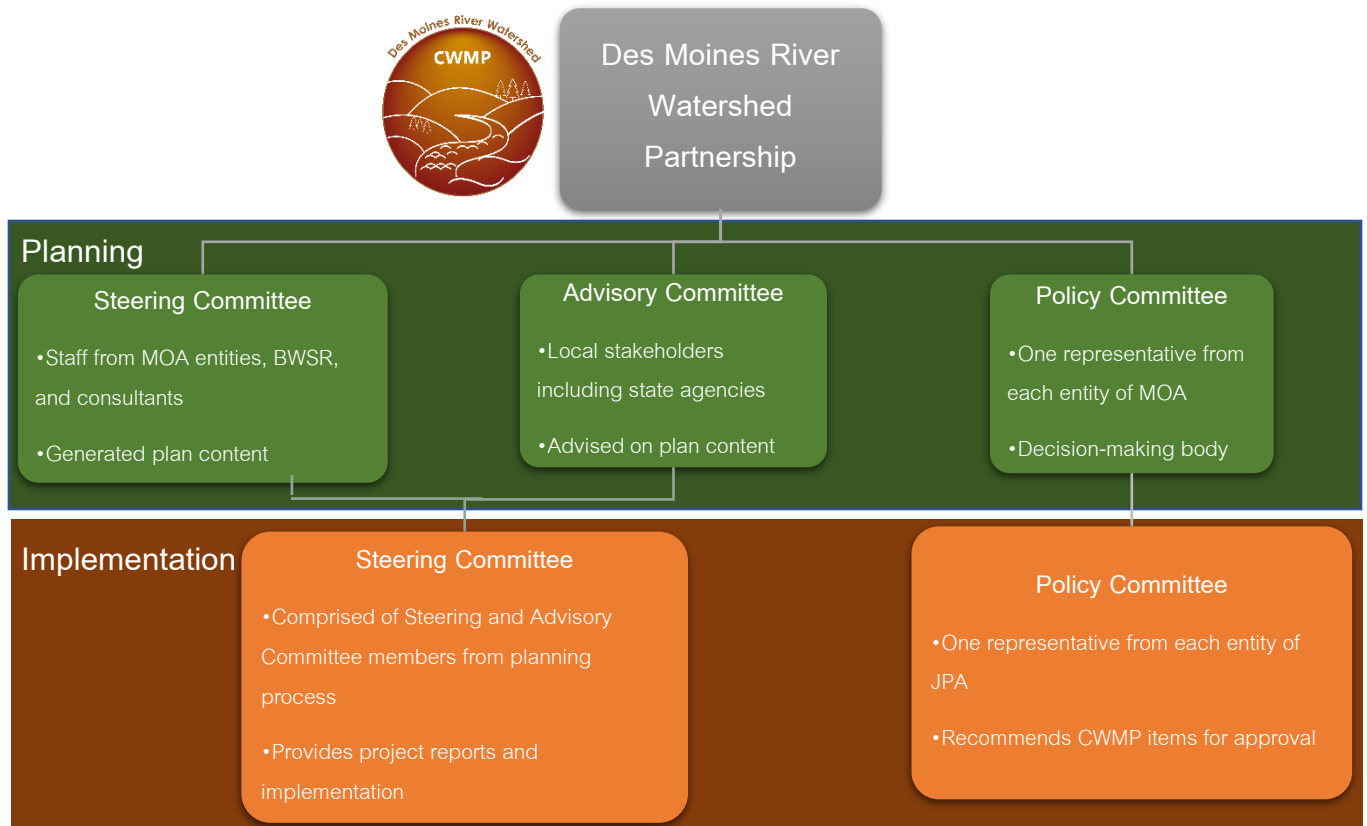 Des Moines River Watershed
CWMP
Des Moines River
Watershed
Partnership
Planning
Steering Committee
•Staff from MOA entities, BWSR,
and consultants
•Generated plan content
Advisory Committee
•Local stakeholders
including state agencies
•Advised on plan content
Policy Committee
•One representative from
each entity of MOA
•Decision-making body
Implementation
Steering Committee
•Comprised of Steering and Advisory
Committee members from planning
process
•Provides project reports and
implementation
Policy Committee
•One representative from each entity of
JPA
•Recommends CWMP items for approval